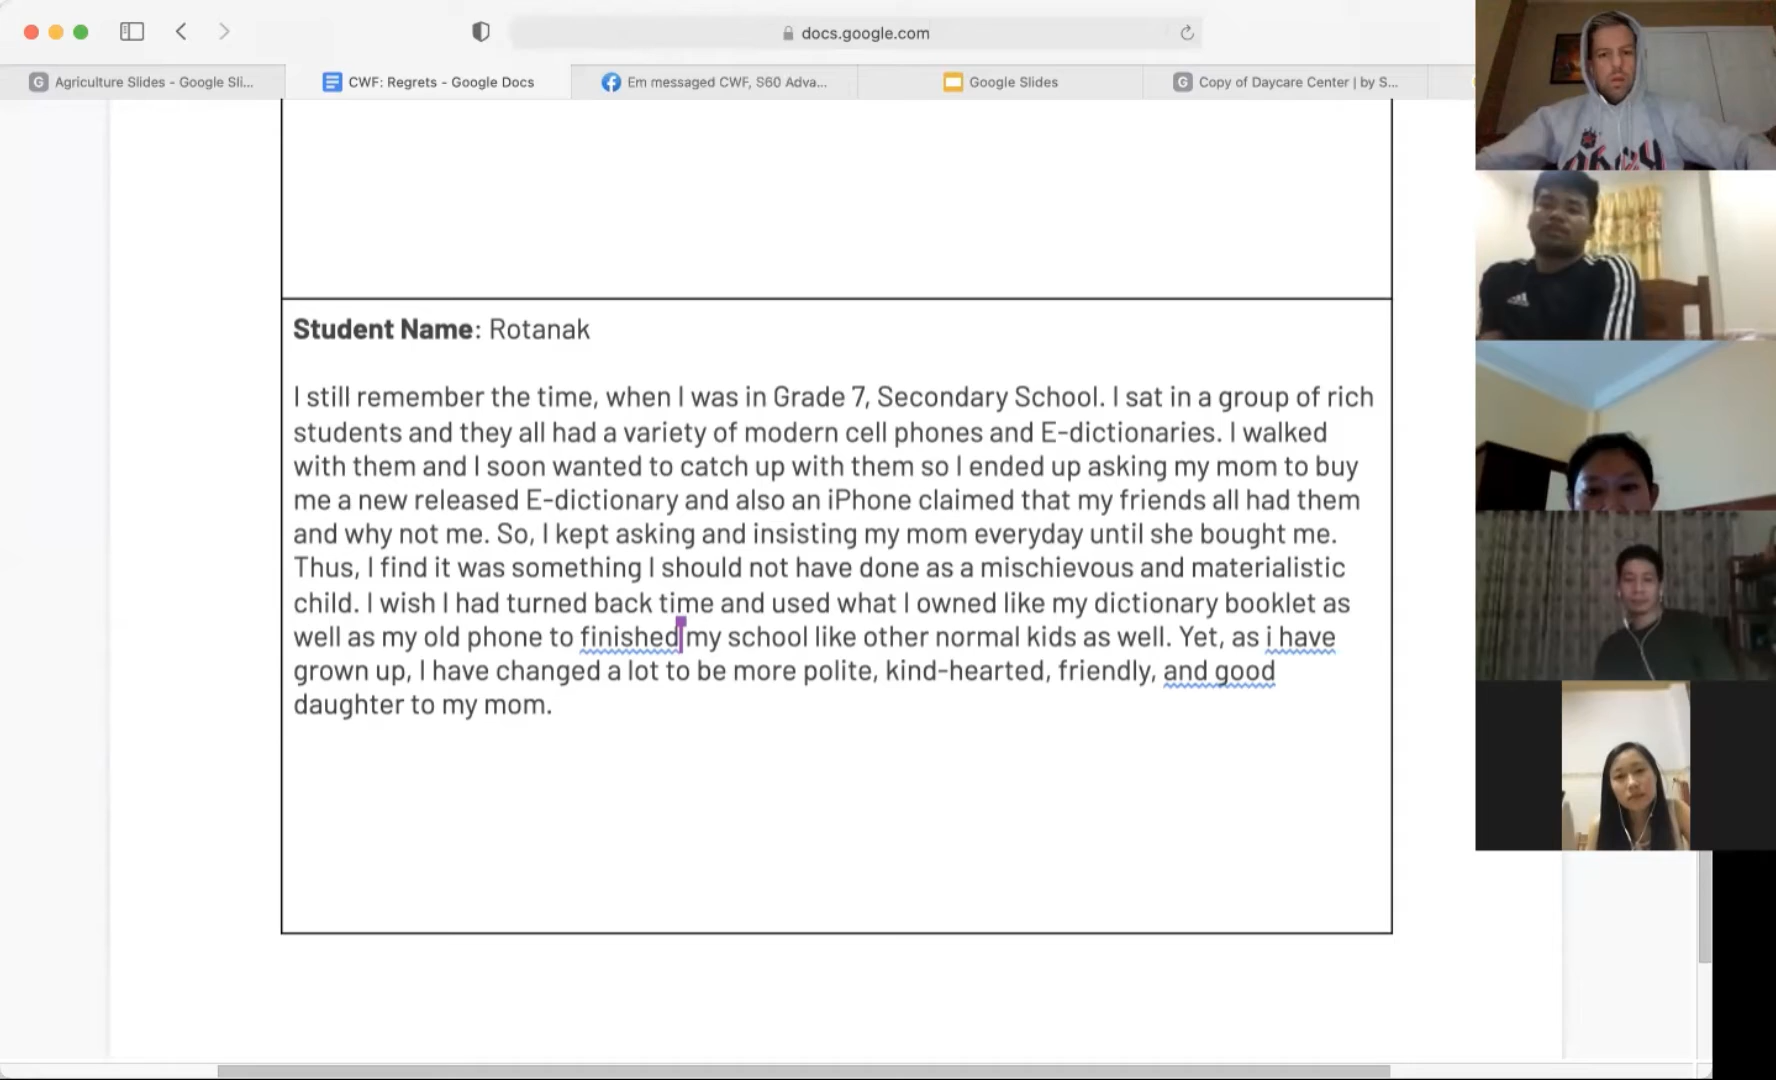 docs.google.com
Agriculture Slides - Google Sli...
CWF: Regrets - Google Docs
Em messaged CWF, S60 Adva...
Google Slides
Copy of Daycare Center | by S...
Student Name: Rotanak
I still remember the time, when I was in Grade 7, Secondary School. I sat in a group of rich
students and they all had a variety of modern cell phones and E-dictionaries. I walked
with them and I soon wanted to catch up with them so I ended up asking my mom to buy
me a new released E-dictionary and also an iPhone claimed that my friends all had them
and why not me. So, I kept asking and insisting my mom everyday until she bought me.
Thus, I find it was something I should not have done as a mischievous and materialistic
child. I wish I had turned back time and used what I owned like my dictionary booklet as
well as my old phone to finished my school like other normal kids as well. Yet, as i have
grown up, I have changed a lot to be more polite, kind-hearted, friendly, and good
daughter to my mom.